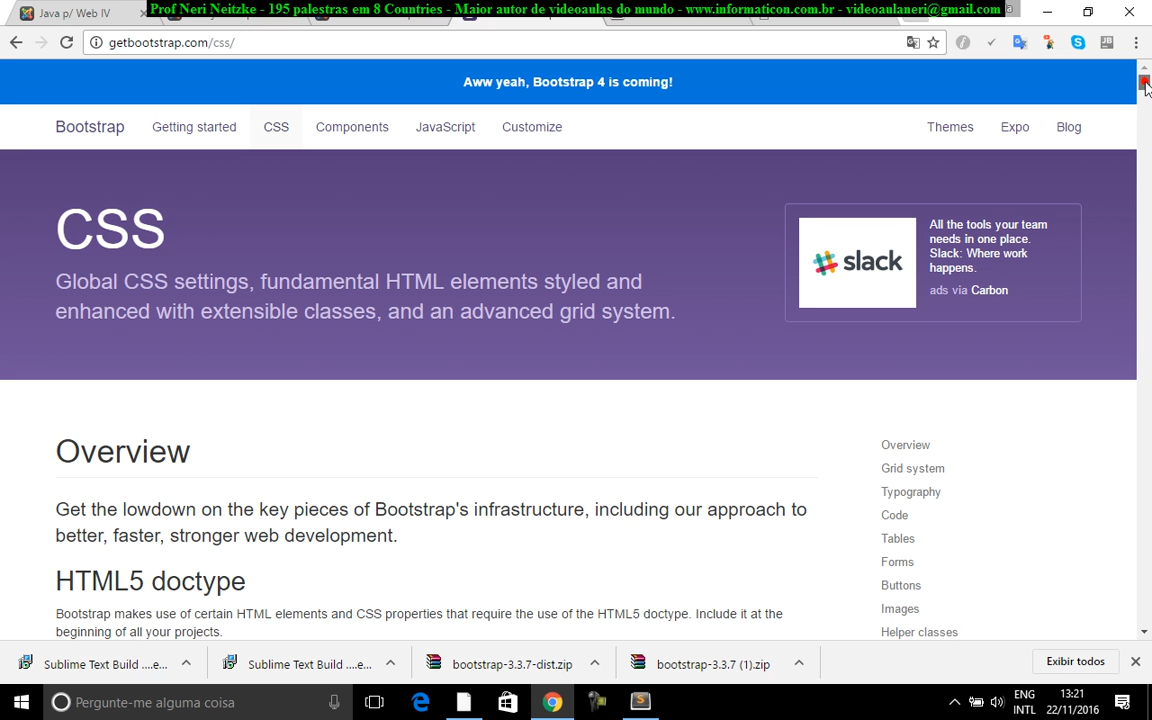 Prof Neri Neitzke - 195 palestras em 8 Countries - Maior autor de videoaulas do mundo - www.informaticon.com.br - videoaulaneri@gmail.com
Java p/ Web IV
getbootstrap.com/css/
Aww yeah, Bootstrap 4 is coming!
Bootstrap Getting started CSS Components JavaScript Customize Themes Expo Blog
CSS
Global CSS settings, fundamental HTML elements styled and
enhanced with extensible classes, and an advanced grid system.
slack
All the tools your team
needs in one place.
Slack: Where work
happens.
ads via Carbon
Overview
Get the lowdown on the key pieces of Bootstrap's infrastructure, including our approach to
better, faster, stronger web development.
HTML5 doctype
Bootstrap makes use of certain HTML elements and CSS properties that require the use of the HTML5 doctype. Include it at the
beginning of all your projects.
Overview
Grid system
Typography
Code
Tables
Forms
Buttons
Images
Helper classes
Sublime Text Build ....e... Sublime Text Build ....e... bootstrap-3.3.7-dist.zip bootstrap-3.3.7 (1).zip Exibir todos
Pergunte-me alguma coisa
ENG
INTL
13:21
22/11/2016